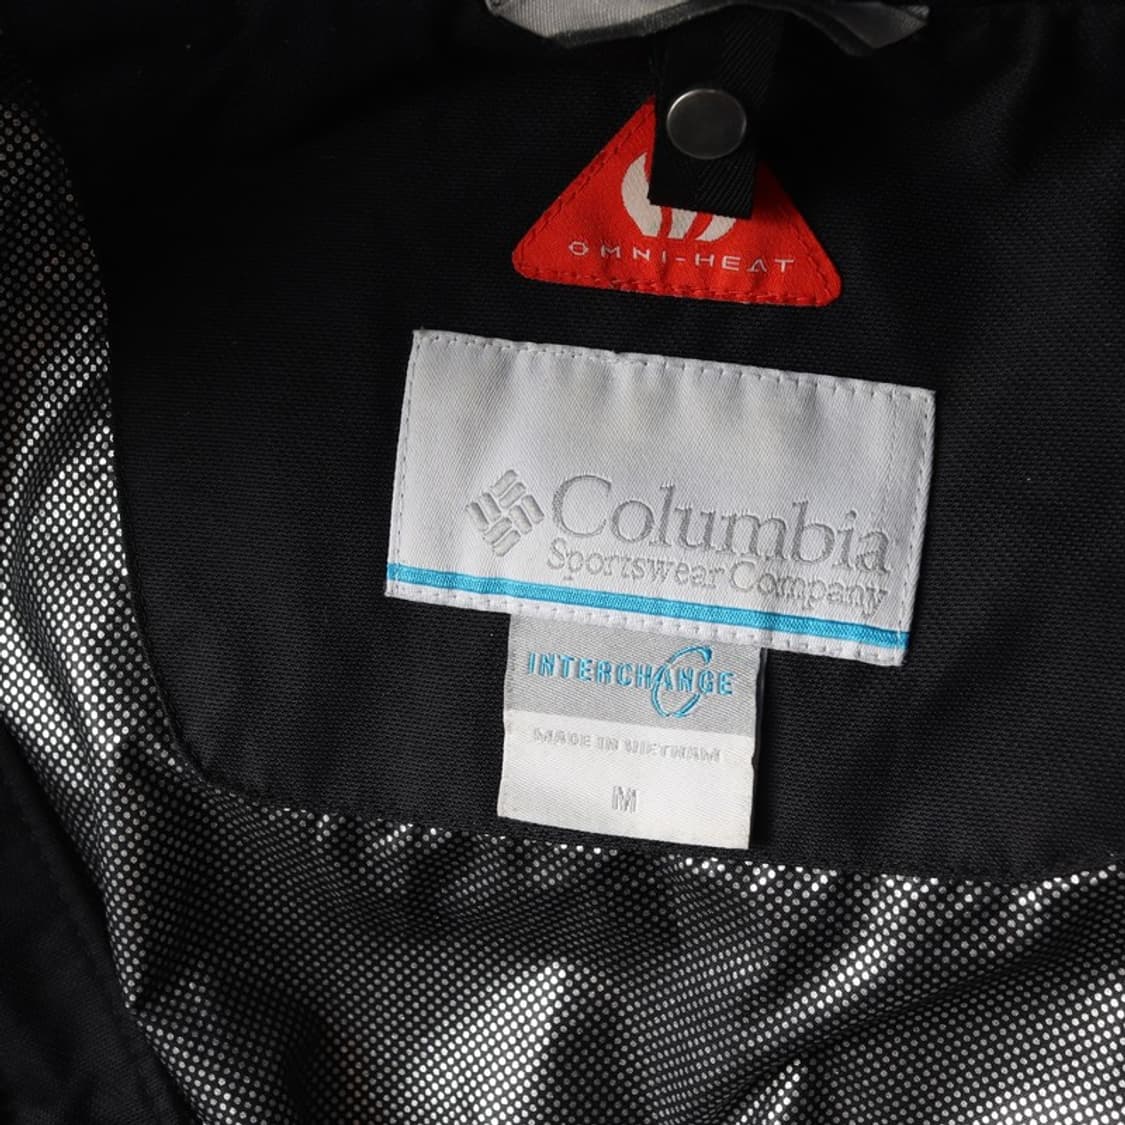 OMNI-HEAT
Columbia
Sportswear Company
INTERCHANGE
MADE IN VIETNAM
M